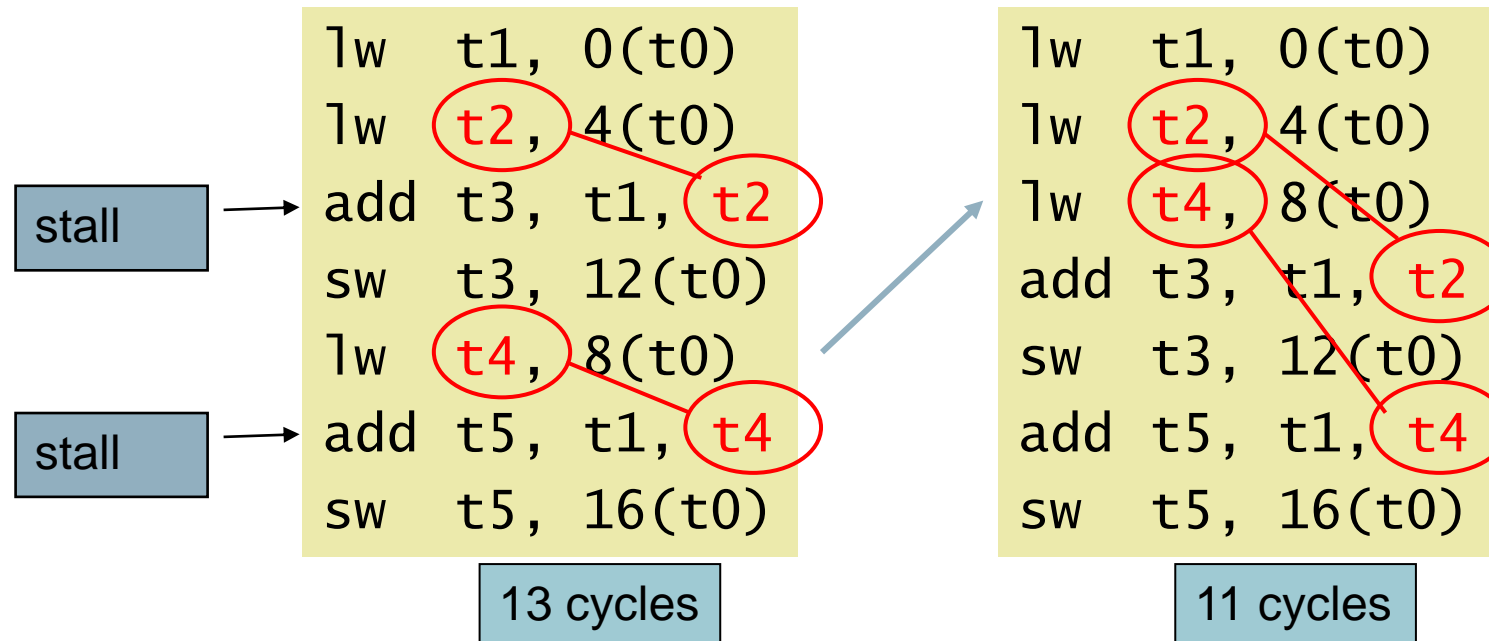 lw t1, 0(t0)
lw t2, 4(t0)
stall
add t3, t1, t2
sw t3, 12(t0)
lw t4, 8(t0)
stall
add t5, t1, t4
sw t5, 16(t0)
13 cycles
lw t1, 0(t0)
lw t2, 4(t0)
lw t4, 8(t0)
add t3, t1, t2
sw t3, 12(t0)
add t5, t1, t4
sw t5, 16(t0)
11 cycles